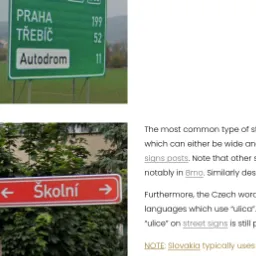 PRAHA 199
TŘEBÍČ 52
Autodrom 11
Školní
The most common type of st
which can either be wide an
signs posts. Note that other s
notably in Brno. Similarly des
Furthermore, the Czech word
languages which use "ulica".
"ulice" on street signs is still p
NOTE: Slovakia typically uses